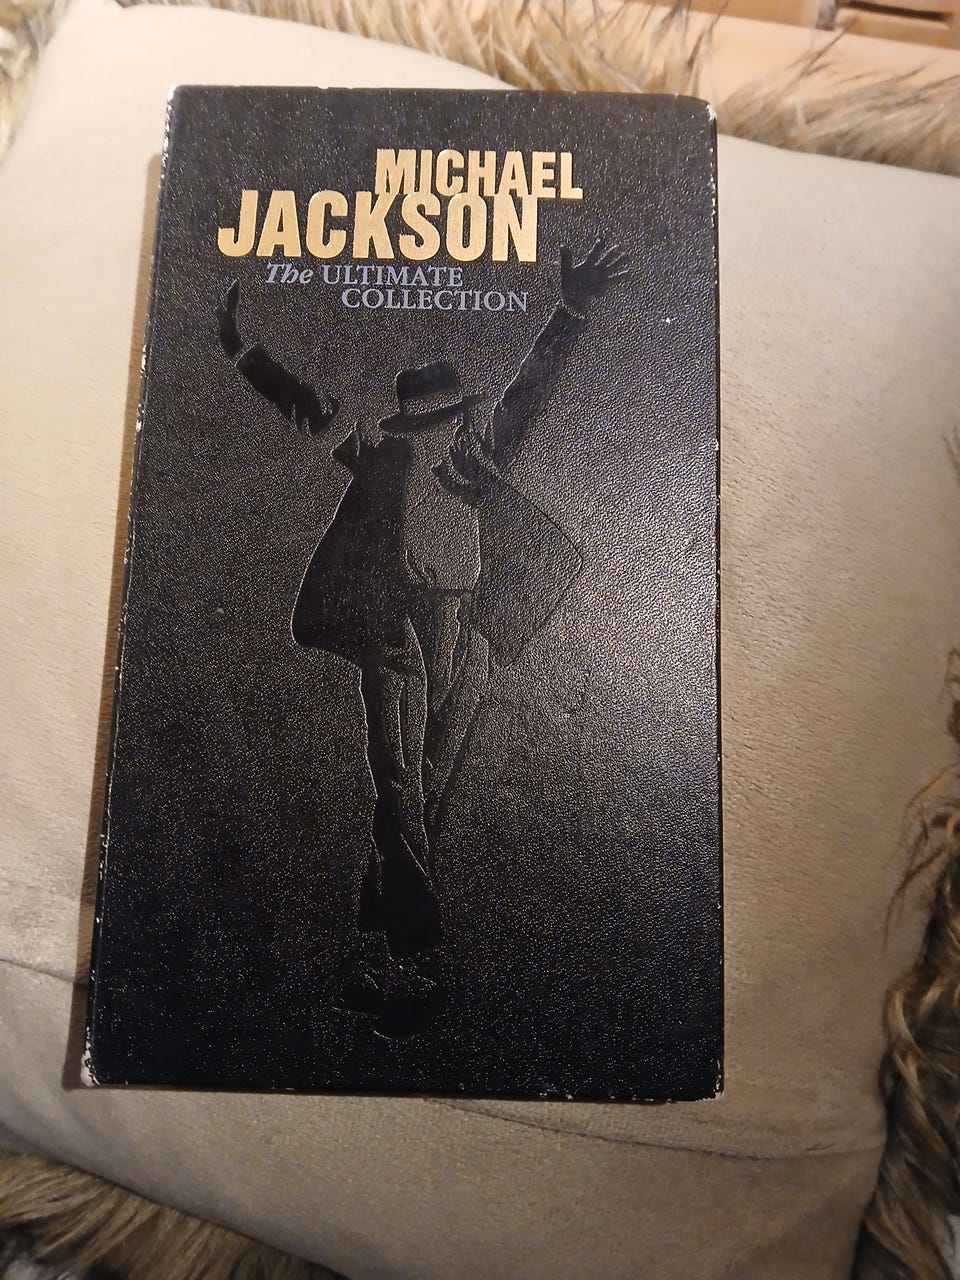 MICHAEL
JACKSON
The ULTIMATE
COLLECTION